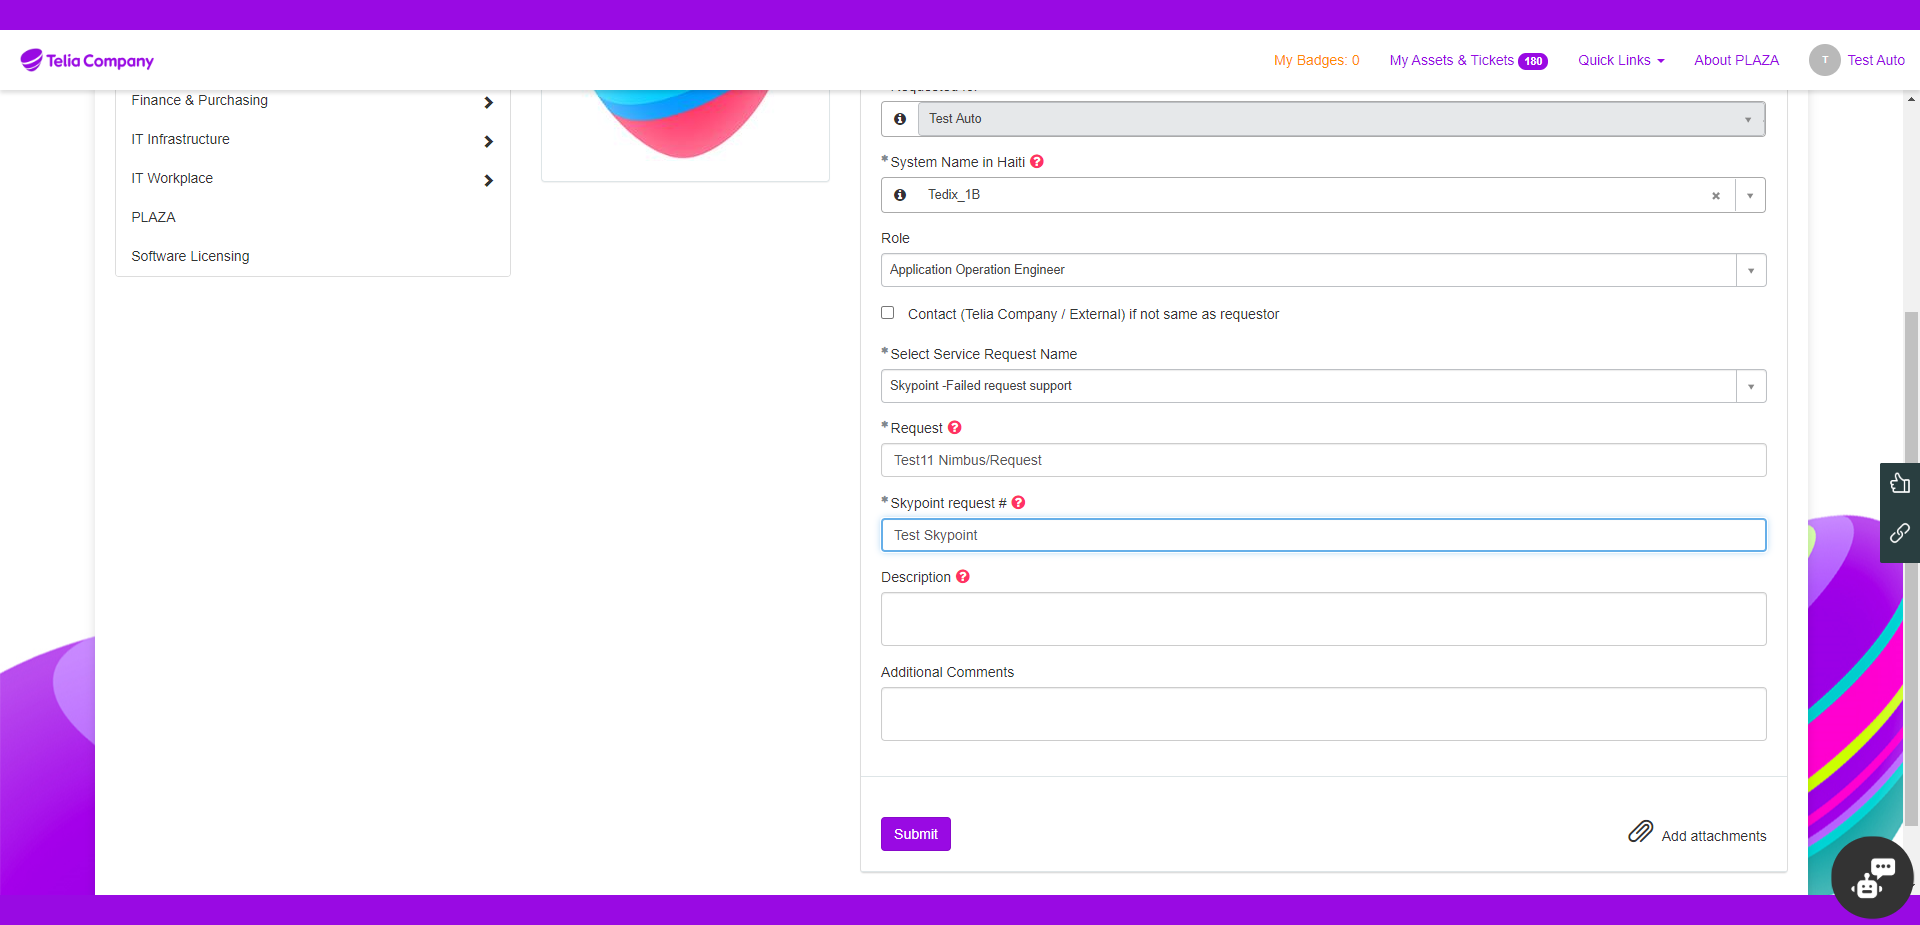 Telia Company
My Badges: 0
My Assets & Tickets 180
Quick Links
About PLAZA
T
Test Auto
Finance & Purchasing
IT Infrastructure
IT Workplace
PLAZA
Software Licensing
Test Auto
*System Name in Haiti
Tedix_1B
Role
Application Operation Engineer
Contact (Telia Company / External) if not same as requestor
*Select Service Request Name
Skypoint -Failed request support
*Request
Test11 Nimbus/Request
*Skypoint request #
Test Skypoint
Description
Additional Comments
Submit
Add attachments